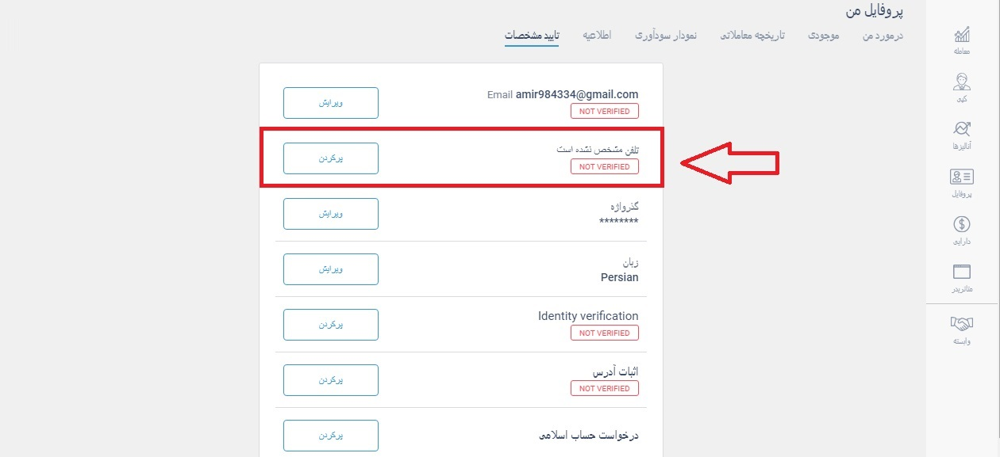 پروفایل من
درمورد من موجودی تاریخچه معاملاتی نمودار سودآوری اطلاعیه تایید مشخصات
معامله
کپی
آنالیزها
پروفایل
دارایی
متاتریدر
وابسته
Email amir984334@gmail.com
NOT VERIFIED
ویرایش
تلفن مشخص نشده است
NOT VERIFIED
پرکردن
گذرواژه
********
ویرایش
زبان
Persian
ویرایش
Identity verification
NOT VERIFIED
پرکردن
اثبات آدرس
NOT VERIFIED
پرکردن
درخواست حساب اسلامی
پرکردن